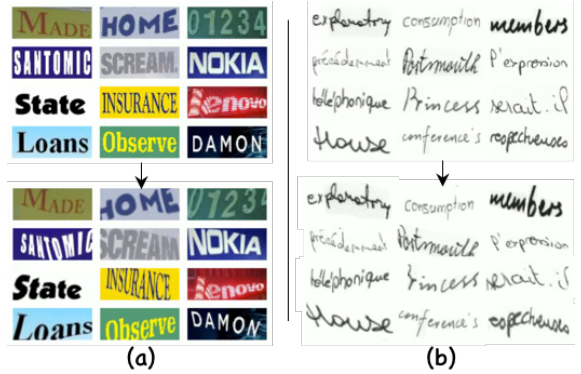 MADE HOME 01234
SANTOMIC SCREAM. NOKIA
State INSURANCE Lenovo
Loans Observe DAMON
MADE HOME 01234
SANTOMIC SCREAM NOKIA
State INSURANCE Lenovo
Loans Observe DAMON
(a)
exploratory consumption members
précédemment Portsmouth l'expression
téléphonique Princess serait-il
House conference's respectueuses
exploratory consumption members
précédemment Portsmouth l'expression
téléphonique Princess serait-il
House conference's respectueuses
(b)